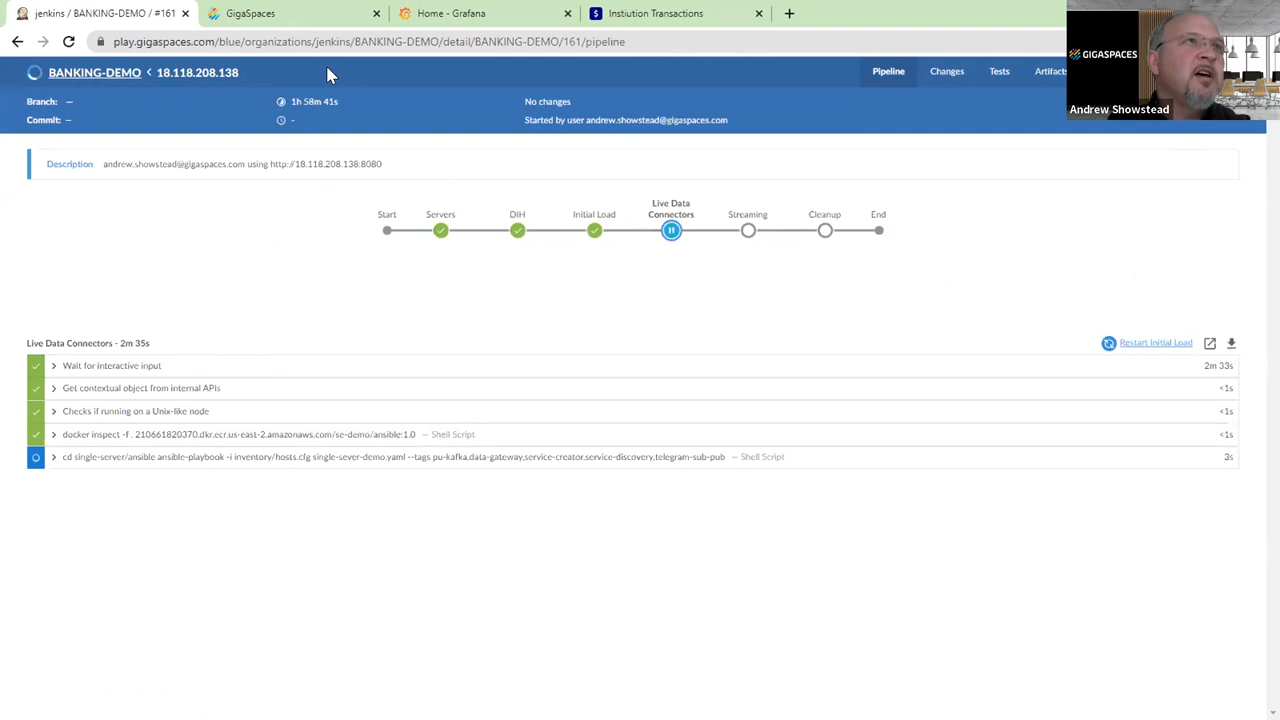 jenkins / BANKING-DEMO / #161
GigaSpaces
Home - Grafana
Instiution Transactions
play.gigaspaces.com/blue/organizations/jenkins/BANKING-DEMO/detail/BANKING-DEMO/161/pipeline
GIGASPACES
Andrew Showstead
BANKING-DEMO < 18.118.208.138
Pipeline
Changes
Tests
Artifacts
Branch: —
1h 58m 41s
No changes
Commit: —
-
Started by user andrew.showstead@gigaspaces.com
Description andrew.showstead@gigaspaces.com using http://18.118.208.138:8080
Start
Servers
DIH
Initial Load
Live Data
Connectors
Streaming
Cleanup
End
Live Data Connectors - 2m 35s
Restart Initial Load
Wait for interactive input
2m 33s
Get contextual object from internal APIs
<1s
Checks if running on a Unix-like node
<1s
docker inspect -f . 210661820370.dkr.ecr.us-east-2.amazonaws.com/se-demo/ansible:1.0 — Shell Script
<1s
cd single-server/ansible ansible-playbook -i inventory/hosts.cfg single-sever-demo.yaml --tags pu-kafka,data-gateway,service-creator,service-discovery,telegram-sub-pub — Shell Script
3s